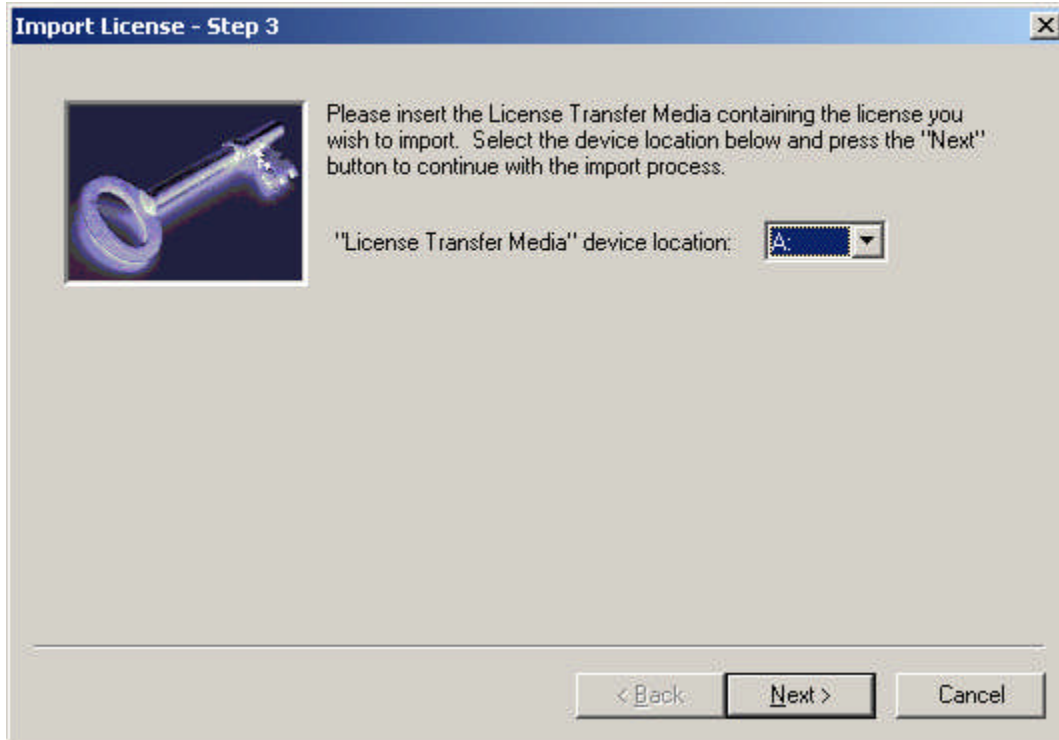 Import License - Step 3
Please insert the License Transfer Media containing the license you
wish to import.  Select the device location below and press the "Next"
button to continue with the import process.
"License Transfer Media" device location: A:
< Back Next > Cancel